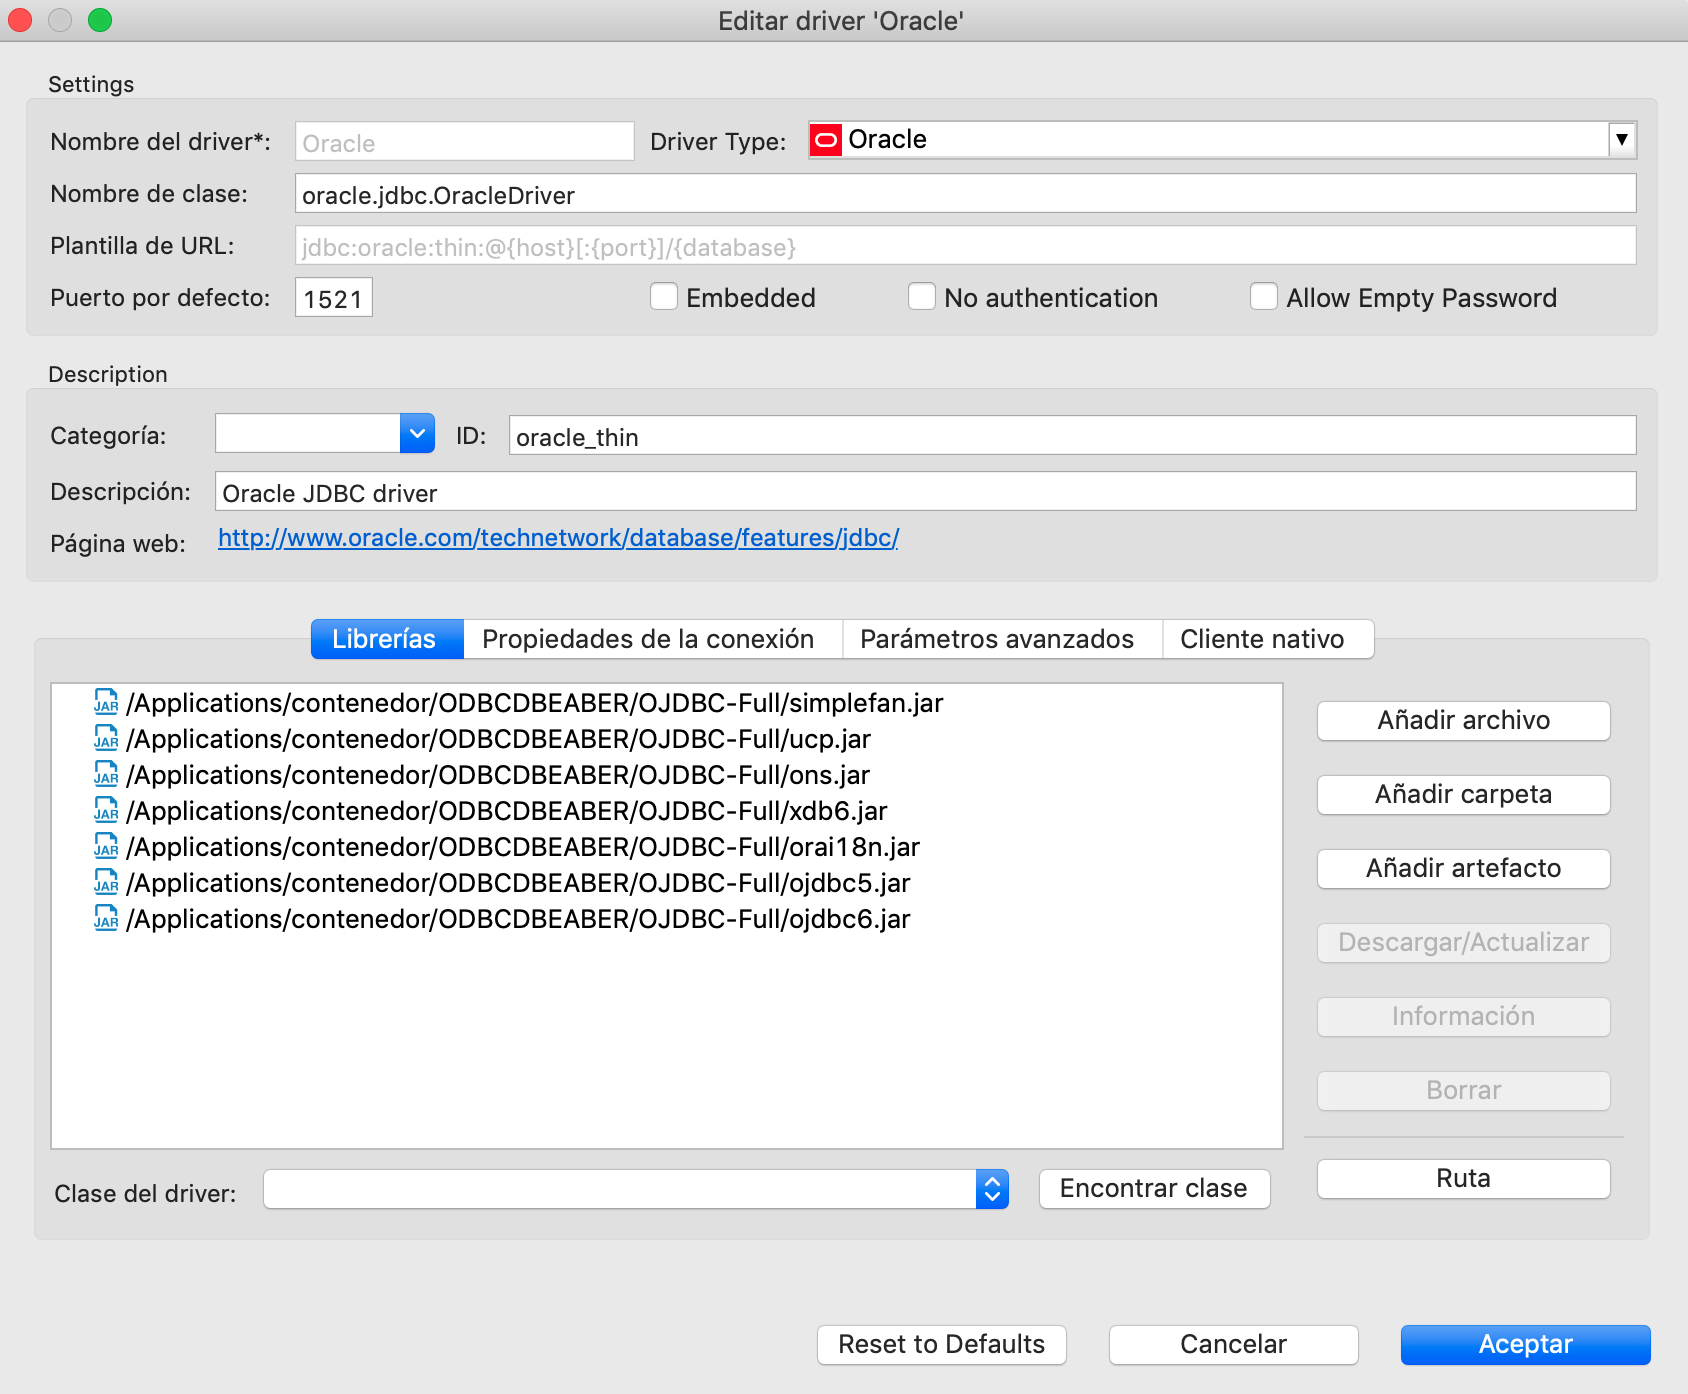 Editar driver 'Oracle'
Settings
Nombre del driver*: Oracle Driver Type: Oracle
Nombre de clase: oracle.jdbc.OracleDriver
Plantilla de URL: jdbc:oracle:thin:@{host}[:{port}]/{database}
Puerto por defecto: 1521 Embedded No authentication Allow Empty Password
Description
Categoría: ID: oracle_thin
Descripción: Oracle JDBC driver
Página web: http://www.oracle.com/technetwork/database/features/jdbc/
Librerías Propiedades de la conexión Parámetros avanzados Cliente nativo
JAR /Applications/contenedor/ODBCDBEABER/OJDBC-Full/simplefan.jar
JAR /Applications/contenedor/ODBCDBEABER/OJDBC-Full/ucp.jar
JAR /Applications/contenedor/ODBCDBEABER/OJDBC-Full/ons.jar
JAR /Applications/contenedor/ODBCDBEABER/OJDBC-Full/xdb6.jar
JAR /Applications/contenedor/ODBCDBEABER/OJDBC-Full/orai18n.jar
JAR /Applications/contenedor/ODBCDBEABER/OJDBC-Full/ojdbc5.jar
JAR /Applications/contenedor/ODBCDBEABER/OJDBC-Full/ojdbc6.jar
Añadir archivo
Añadir carpeta
Añadir artefacto
Descargar/Actualizar
Información
Borrar
Ruta
Clase del driver: Encontrar clase
Reset to Defaults Cancelar Aceptar